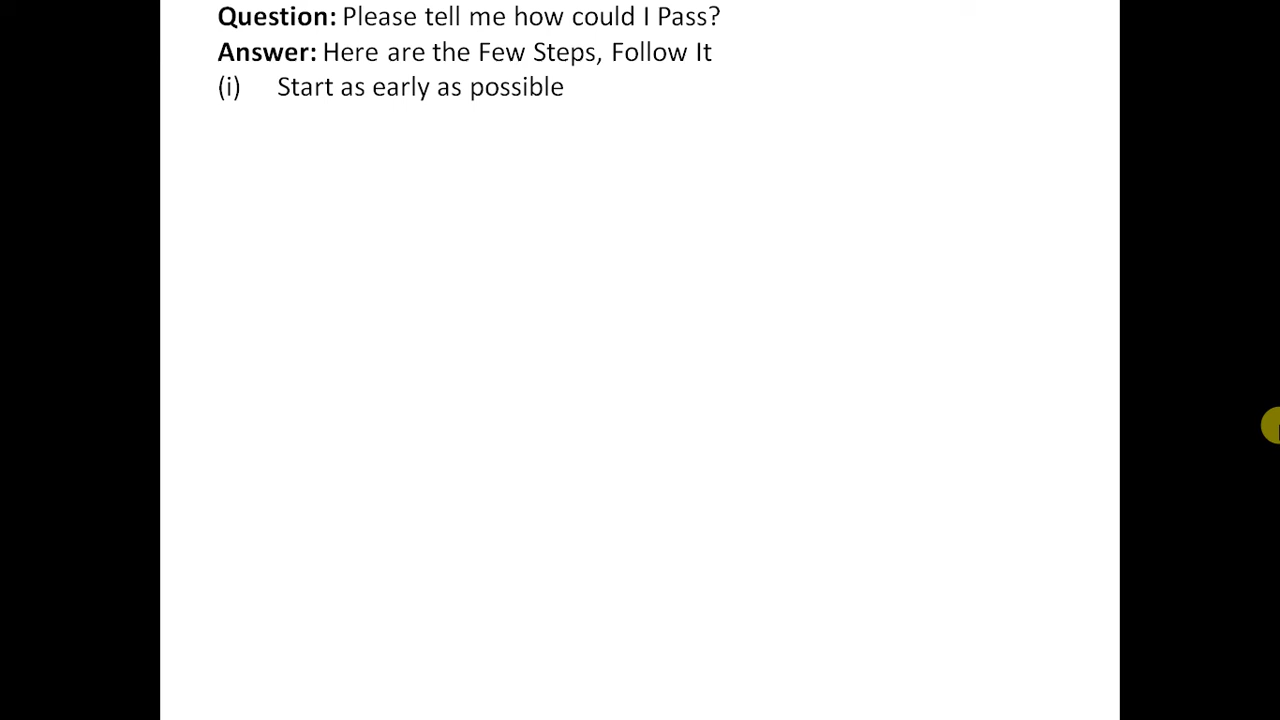 Question: Please tell me how could I Pass?
Answer: Here are the Few Steps, Follow It
(i) Start as early as possible